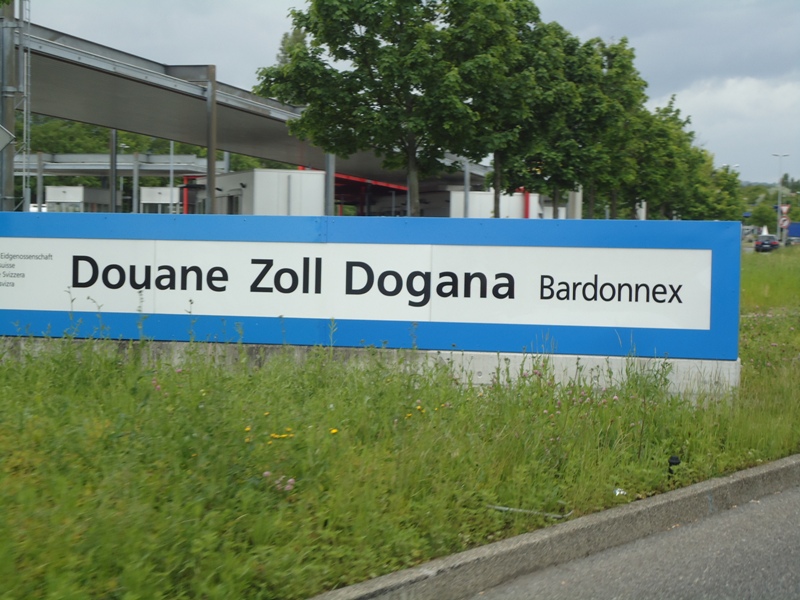 Eidgenossenschaft
Svizzera
Douane Zoll Dogana Bardonnex